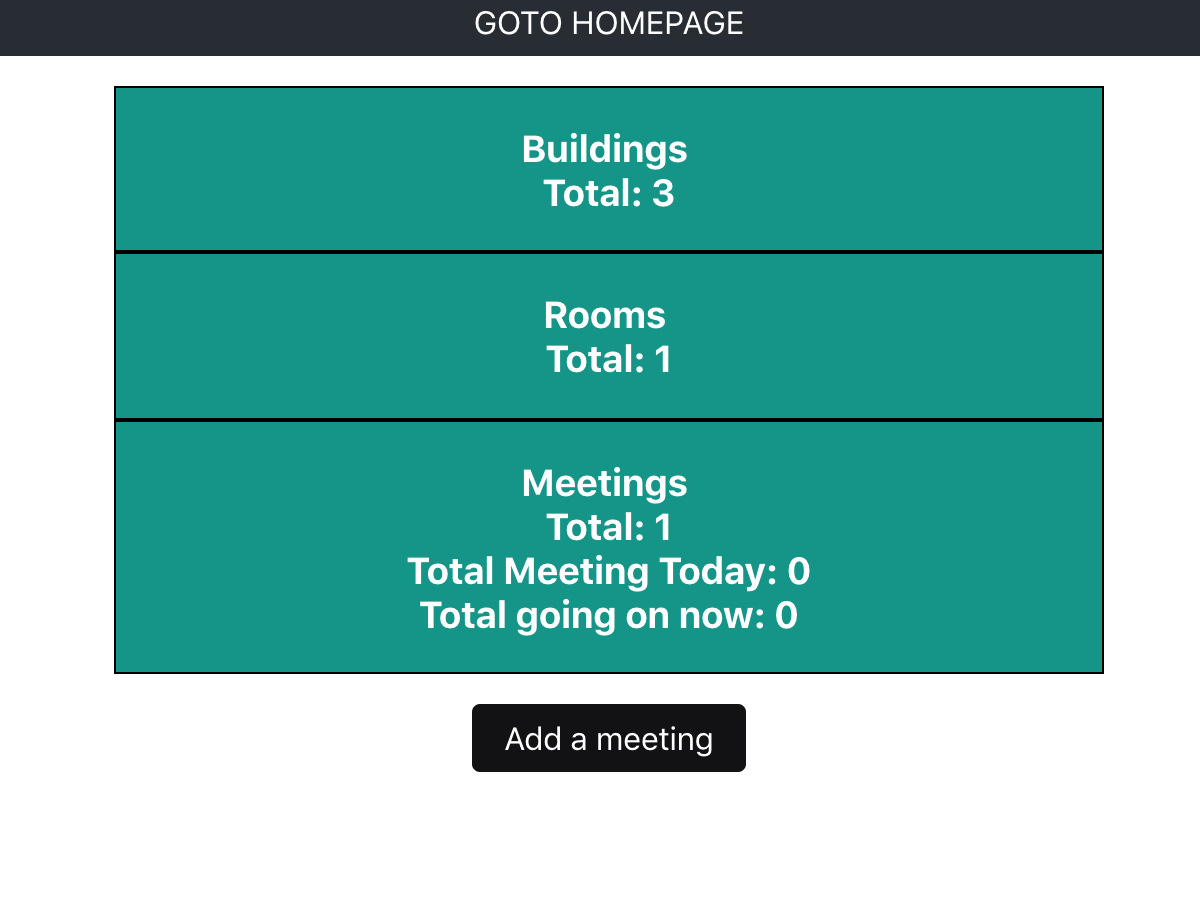 GOTO HOMEPAGE
Buildings
Total: 3
Rooms
Total: 1
Meetings
Total: 1
Total Meeting Today: 0
Total going on now: 0
Add a meeting